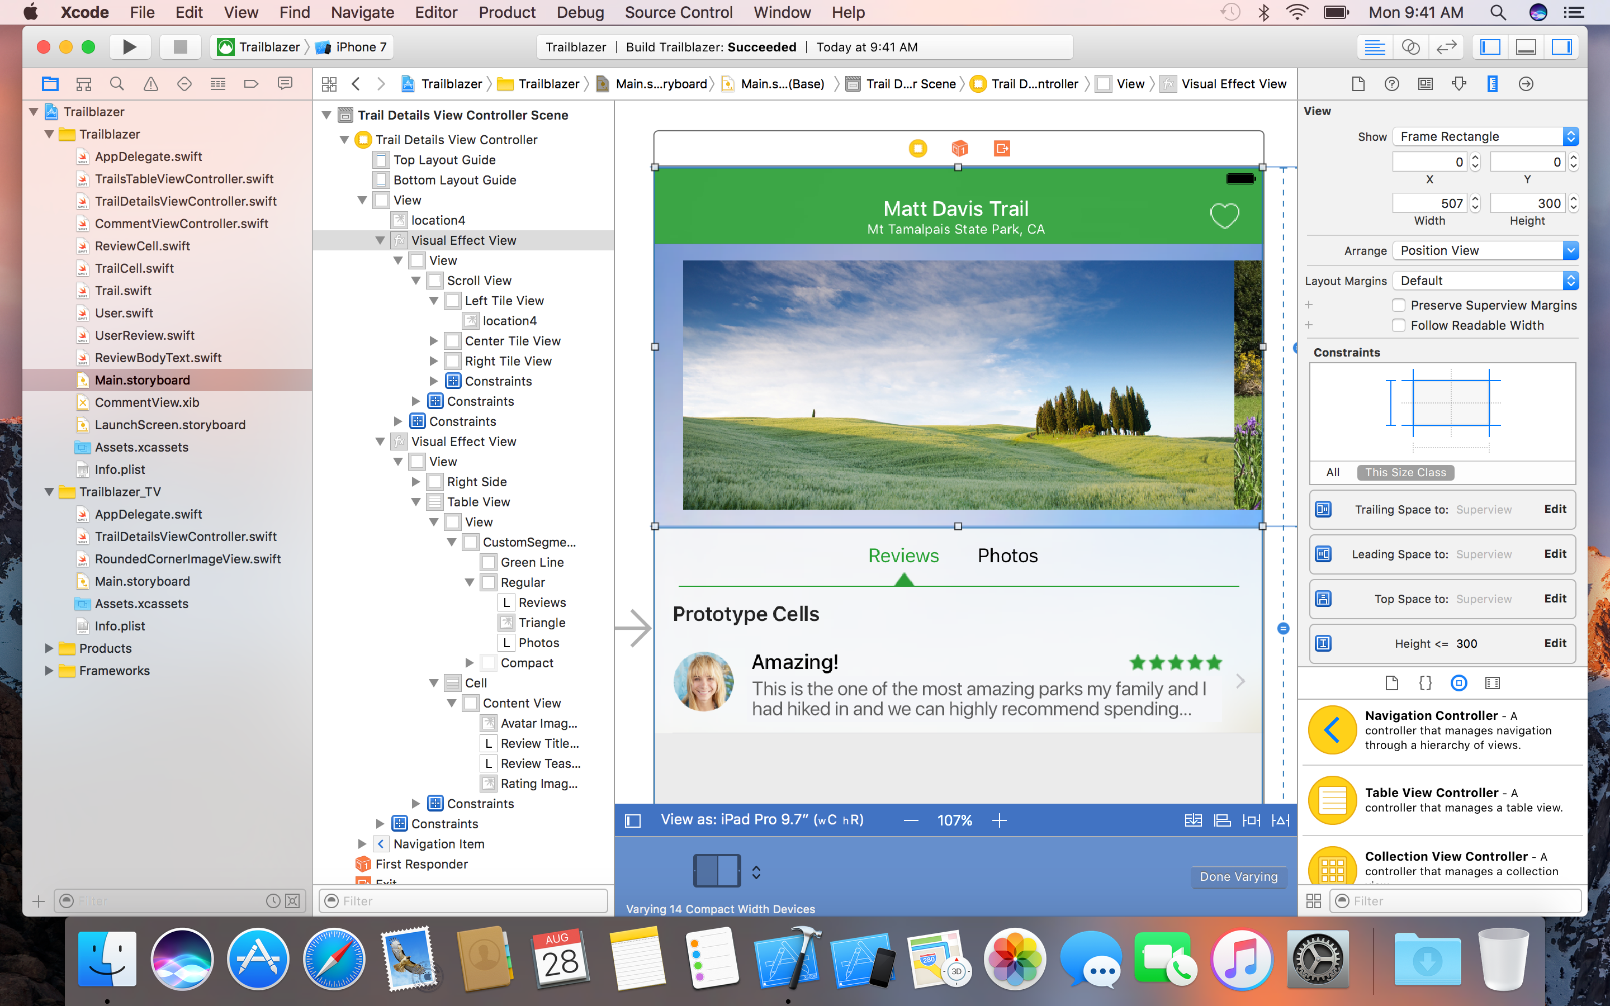 Xcode File Edit View Find Navigate Editor Product Debug Source Control Window Help Mon 9:41 AM
Trailblazer iPhone 7
Trailblazer | Build Trailblazer: Succeeded | Today at 9:41 AM
Trailblazer Trailblazer Main.s...ryboard Main.s...(Base) Trail D...r Scene Trail D...ntroller View Visual Effect View
Trailblazer
Trailblazer
AppDelegate.swift
TrailsTableViewController.swift
TrailDetailsViewController.swift
CommentViewController.swift
ReviewCell.swift
TrailCell.swift
Trail.swift
User.swift
UserReview.swift
ReviewBodyText.swift
Main.storyboard
CommentView.xib
LaunchScreen.storyboard
Assets.xcassets
Info.plist
Trailblazer_TV
AppDelegate.swift
TrailDetailsViewController.swift
RoundedCornerImageView.swift
Main.storyboard
Assets.xcassets
Info.plist
Products
Frameworks
Filter
Trail Details View Controller Scene
Trail Details View Controller
Top Layout Guide
Bottom Layout Guide
View
location4
Visual Effect View
View
Scroll View
Left Tile View
location4
Center Tile View
Right Tile View
Constraints
Constraints
Constraints
Visual Effect View
View
Right Side
Table View
View
CustomSegme...
Green Line
Regular
L Reviews
Triangle
L Photos
Compact
Cell
Content View
Avatar Imag...
L Review Title...
L Review Teas...
Rating Imag...
Constraints
Constraints
Navigation Item
First Responder
Exit
Filter
Matt Davis Trail
Mt Tamalpais State Park, CA
Reviews Photos
Prototype Cells
Amazing!
This is the one of the most amazing parks my family and I
had hiked in and we can highly recommend spending...
View as: iPad Pro 9.7” (wC hR) — 107% +
Done Varying
Varying 14 Compact Width Devices
View
Show Frame Rectangle
0 0
X Y
507 300
Width Height
Arrange Position View
Layout Margins Default
Preserve Superview Margins
Follow Readable Width
Constraints
All This Size Class
Trailing Space to: Superview Edit
Leading Space to: Superview Edit
Top Space to: Superview Edit
Height <= 300 Edit
Navigation Controller - A
controller that manages navigation
through a hierarchy of views.
Table View Controller - A
controller that manages a table view.
Collection View Controller - A
controller that manages a collection
Filter
AUG
28
280
3D